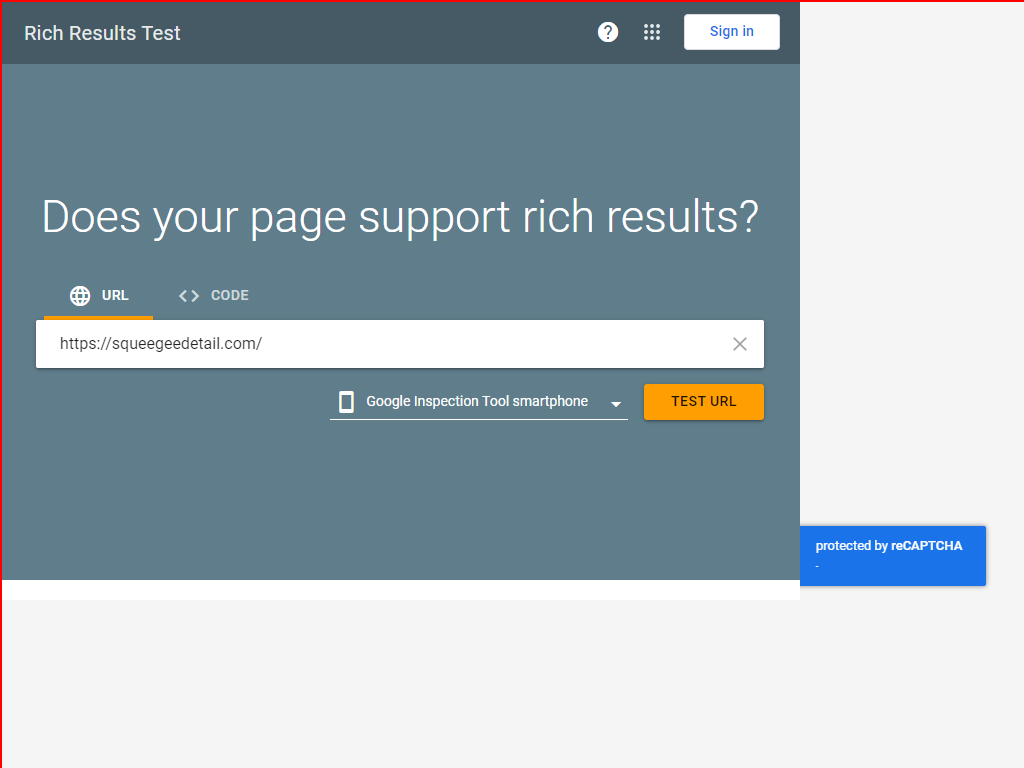 Rich Results Test
Sign in
Does your page support rich results?
URL
CODE
https://squeegeedetail.com/
Google Inspection Tool smartphone
TEST URL
protected by reCAPTCHA
-